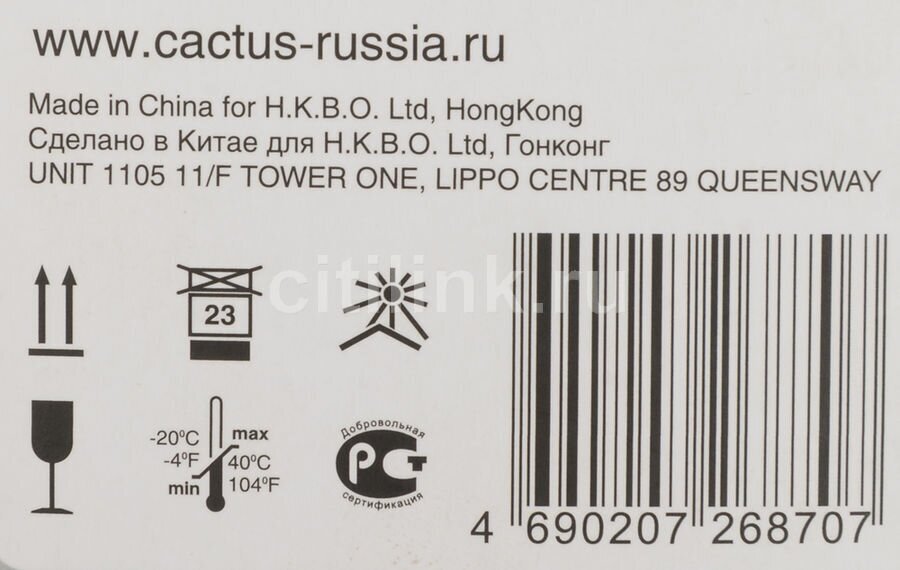 www.cactus-russia.ru
Made in China for H.K.B.O. Ltd, HongKong
Сделано в Китае для H.K.B.O. Ltd, Гонконг
UNIT 1105 11/F TOWER ONE, LIPPO CENTRE 89 QUEENSWAY
citilink.ru
23
-20°C
-4°F
min
max
40°C
104°F
Добровольная
РСТ
сертификация
4 690207 268707